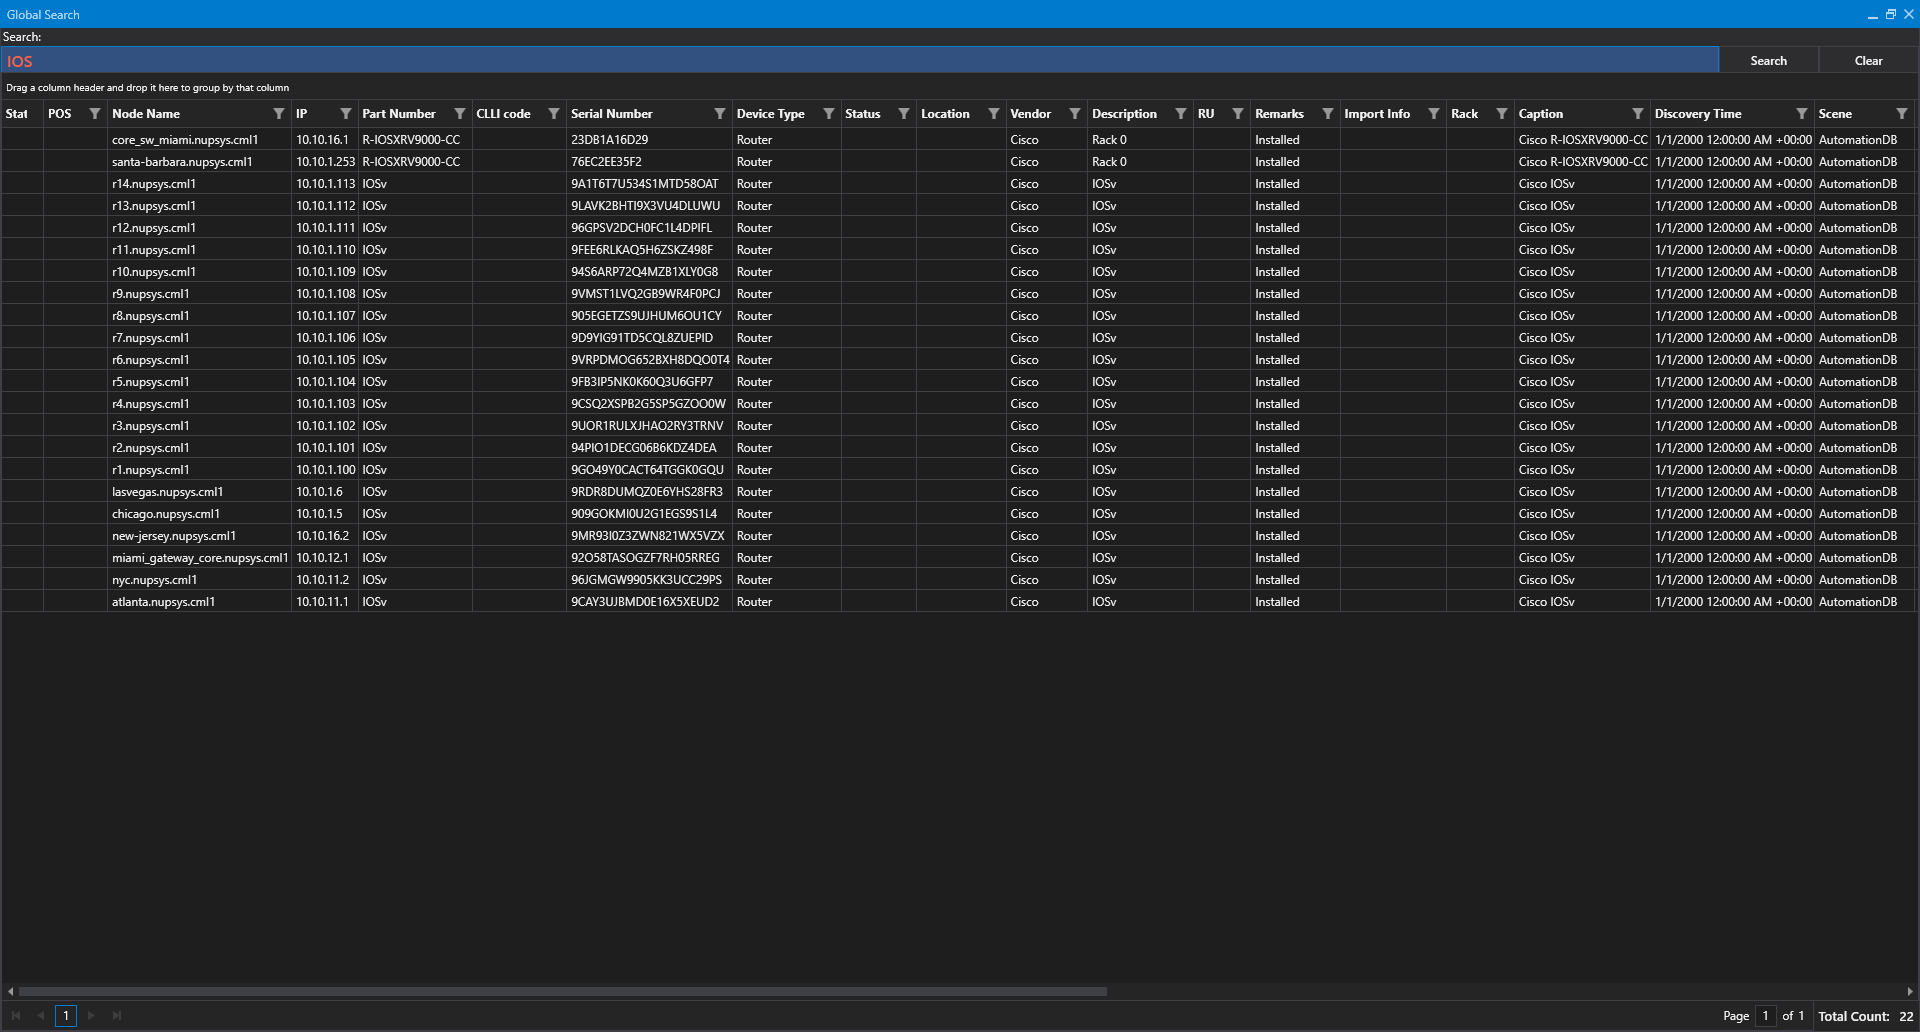 Global Search
Search:
IOS Search Clear
Drag a column header and drop it here to group by that column
Stat POS Node Name IP Part Number CLLI code Serial Number Device Type Status Location Vendor Description RU Remarks Import Info Rack Caption Discovery Time Scene
core_sw_miami.nupsys.cml1 10.10.16.1 R-IOSXRV9000-CC 23DB1A16D29 Router Cisco Rack 0 Installed Cisco R-IOSXRV9000-CC 1/1/2000 12:00:00 AM +00:00 AutomationDB
santa-barbara.nupsys.cml1 10.10.1.253 R-IOSXRV9000-CC 76EC2EE35F2 Router Cisco Rack 0 Installed Cisco R-IOSXRV9000-CC 1/1/2000 12:00:00 AM +00:00 AutomationDB
r14.nupsys.cml1 10.10.1.113 IOSv 9A1T6T7U534S1MTD58OAT Router Cisco IOSv Installed Cisco IOSv 1/1/2000 12:00:00 AM +00:00 AutomationDB
r13.nupsys.cml1 10.10.1.112 IOSv 9LAVK2BHTI9X3VU4DLUWU Router Cisco IOSv Installed Cisco IOSv 1/1/2000 12:00:00 AM +00:00 AutomationDB
r12.nupsys.cml1 10.10.1.111 IOSv 96GPSV2DCH0FC1L4DPIFL Router Cisco IOSv Installed Cisco IOSv 1/1/2000 12:00:00 AM +00:00 AutomationDB
r11.nupsys.cml1 10.10.1.110 IOSv 9FEE6RLKAQ5H6ZSKZ498F Router Cisco IOSv Installed Cisco IOSv 1/1/2000 12:00:00 AM +00:00 AutomationDB
r10.nupsys.cml1 10.10.1.109 IOSv 94S6ARP72Q4MZB1XLY0G8 Router Cisco IOSv Installed Cisco IOSv 1/1/2000 12:00:00 AM +00:00 AutomationDB
r9.nupsys.cml1 10.10.1.108 IOSv 9VMST1LVQ2GB9WR4F0PCJ Router Cisco IOSv Installed Cisco IOSv 1/1/2000 12:00:00 AM +00:00 AutomationDB
r8.nupsys.cml1 10.10.1.107 IOSv 905EGETZS9UJHUM6OU1CY Router Cisco IOSv Installed Cisco IOSv 1/1/2000 12:00:00 AM +00:00 AutomationDB
r7.nupsys.cml1 10.10.1.106 IOSv 9D9YIG91TD5CQL8ZUEPID Router Cisco IOSv Installed Cisco IOSv 1/1/2000 12:00:00 AM +00:00 AutomationDB
r6.nupsys.cml1 10.10.1.105 IOSv 9VRPDMOG652BXH8DQO0T4 Router Cisco IOSv Installed Cisco IOSv 1/1/2000 12:00:00 AM +00:00 AutomationDB
r5.nupsys.cml1 10.10.1.104 IOSv 9FB3IP5NK0K60Q3U6GFP7 Router Cisco IOSv Installed Cisco IOSv 1/1/2000 12:00:00 AM +00:00 AutomationDB
r4.nupsys.cml1 10.10.1.103 IOSv 9CSQ2XSPB2G5SP5GZOO0W Router Cisco IOSv Installed Cisco IOSv 1/1/2000 12:00:00 AM +00:00 AutomationDB
r3.nupsys.cml1 10.10.1.102 IOSv 9UOR1RULXJHAO2RY3TRNV Router Cisco IOSv Installed Cisco IOSv 1/1/2000 12:00:00 AM +00:00 AutomationDB
r2.nupsys.cml1 10.10.1.101 IOSv 94PIO1DECG06B6KDZ4DEA Router Cisco IOSv Installed Cisco IOSv 1/1/2000 12:00:00 AM +00:00 AutomationDB
r1.nupsys.cml1 10.10.1.100 IOSv 9GO49Y0CACT64TGGK0GQU Router Cisco IOSv Installed Cisco IOSv 1/1/2000 12:00:00 AM +00:00 AutomationDB
lasvegas.nupsys.cml1 10.10.1.6 IOSv 9RDR8DUMQZ0E6YHS28FR3 Router Cisco IOSv Installed Cisco IOSv 1/1/2000 12:00:00 AM +00:00 AutomationDB
chicago.nupsys.cml1 10.10.1.5 IOSv 909GOKMI0U2G1EGS9S1L4 Router Cisco IOSv Installed Cisco IOSv 1/1/2000 12:00:00 AM +00:00 AutomationDB
new-jersey.nupsys.cml1 10.10.16.2 IOSv 9MR93I0Z3ZWN821WX5VZX Router Cisco IOSv Installed Cisco IOSv 1/1/2000 12:00:00 AM +00:00 AutomationDB
miami_gateway_core.nupsys.cml1 10.10.12.1 IOSv 92O58TASOGZF7RH05RREG Router Cisco IOSv Installed Cisco IOSv 1/1/2000 12:00:00 AM +00:00 AutomationDB
nyc.nupsys.cml1 10.10.11.2 IOSv 96JGMGW9905KK3UCC29PS Router Cisco IOSv Installed Cisco IOSv 1/1/2000 12:00:00 AM +00:00 AutomationDB
atlanta.nupsys.cml1 10.10.11.1 IOSv 9CAY3UJBMD0E16X5XEUD2 Router Cisco IOSv Installed Cisco IOSv 1/1/2000 12:00:00 AM +00:00 AutomationDB
1 Page 1 of 1 Total Count: 22